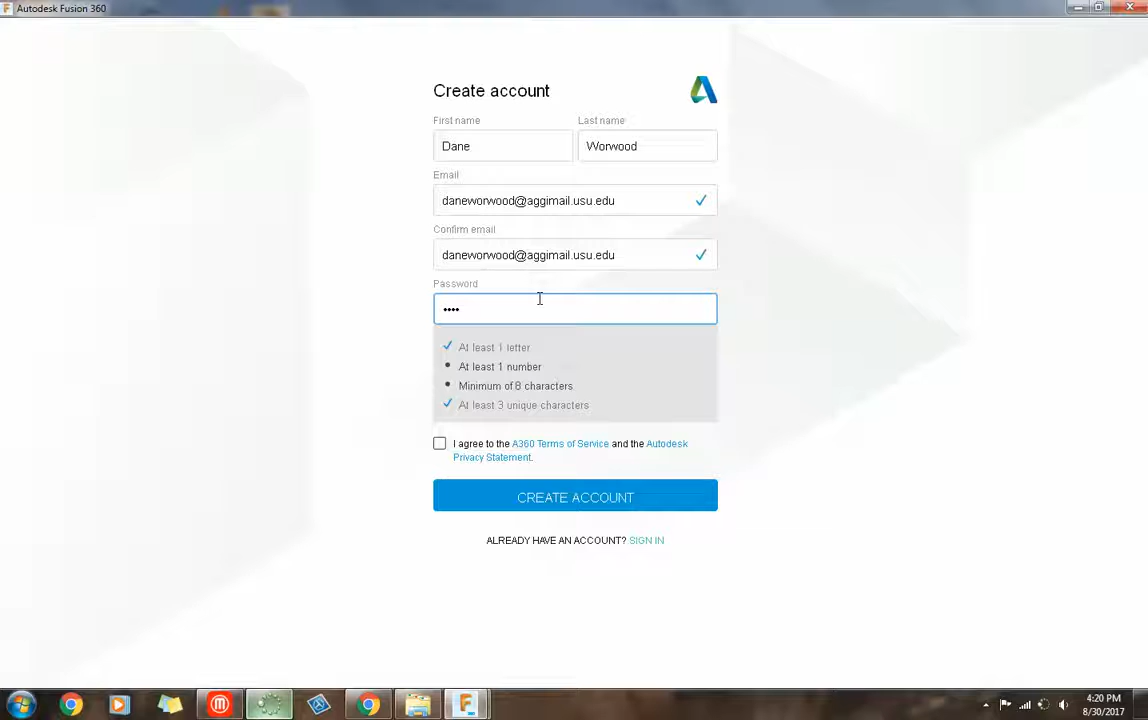 Autodesk Fusion 360
Create account
First name
Last name
Dane
Worwood
Email
daneworwood@aggimail.usu.edu
Confirm email
daneworwood@aggimail.usu.edu
Password
••••
At least 1 letter
At least 1 number
Minimum of 8 characters
At least 3 unique characters
I agree to the A360 Terms of Service and the Autodesk
Privacy Statement.
CREATE ACCOUNT
ALREADY HAVE AN ACCOUNT? SIGN IN
4:20 PM
8/30/2017